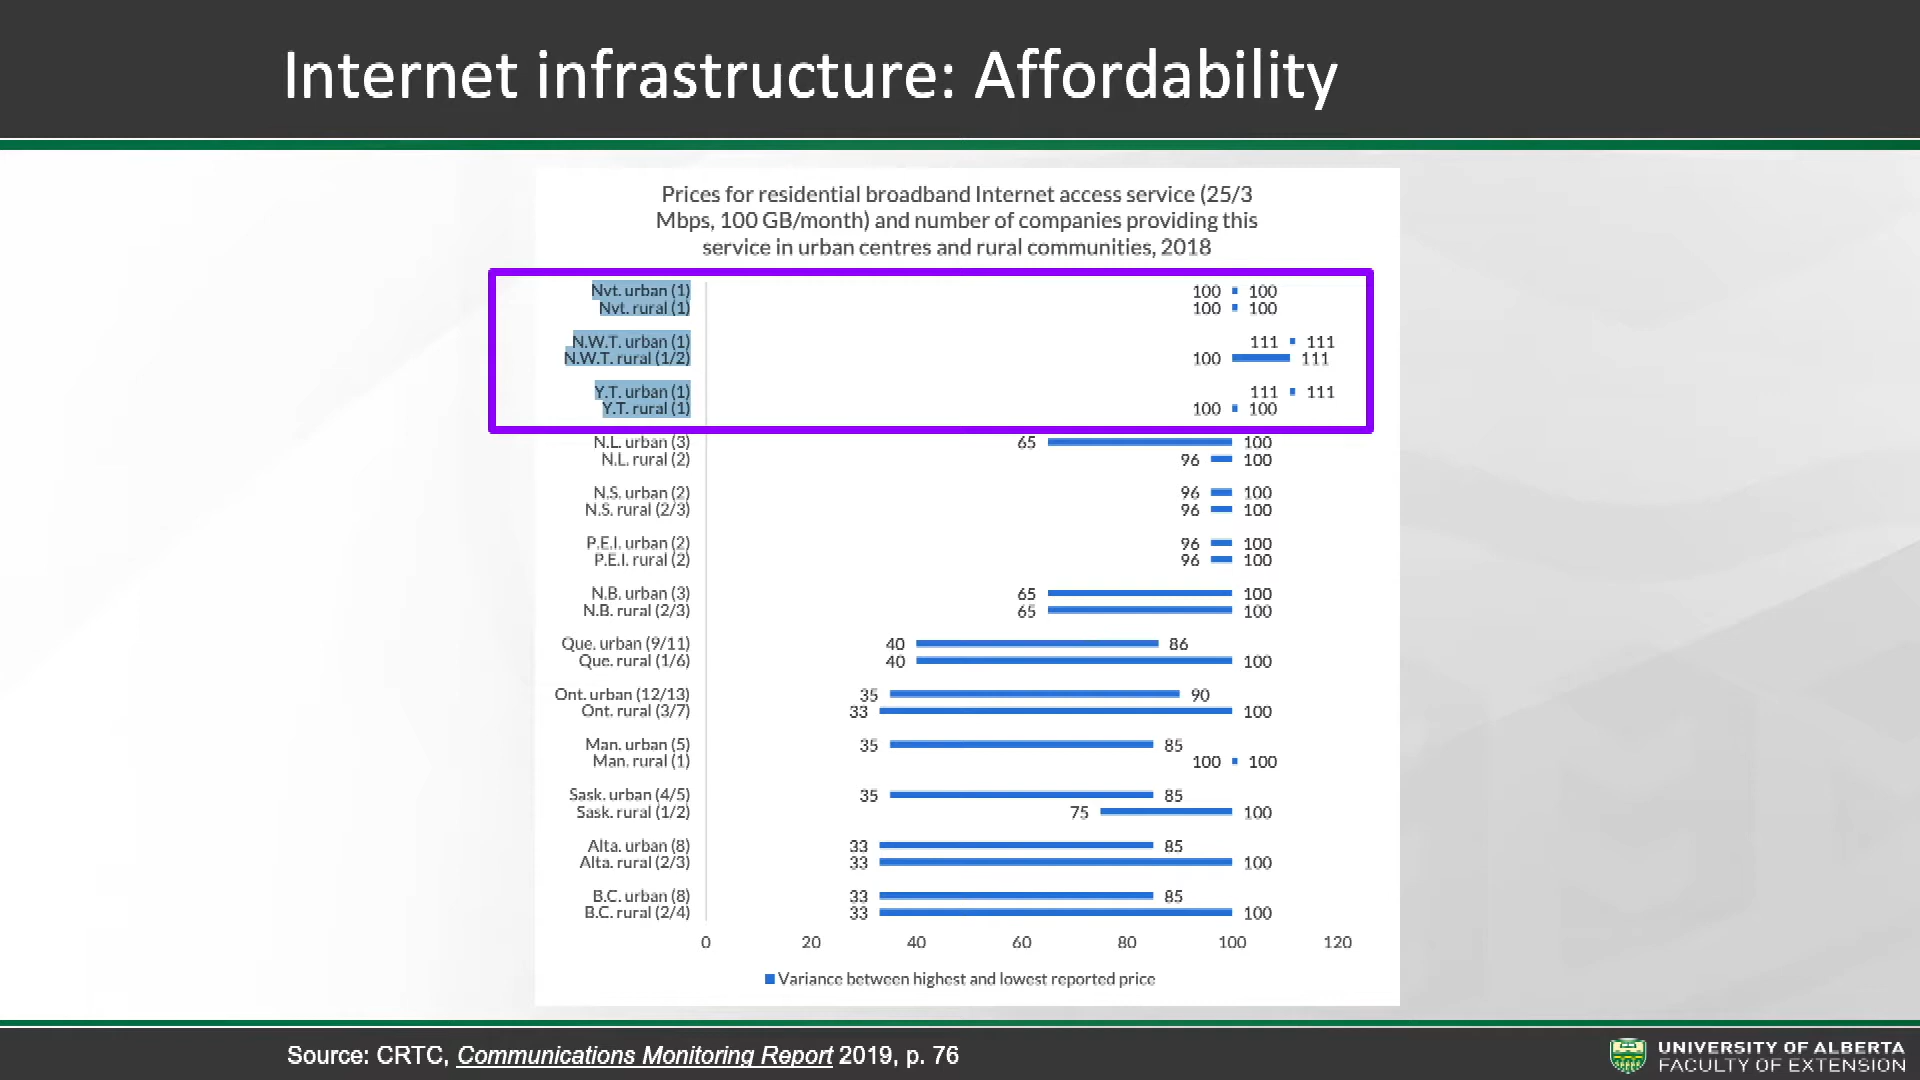 Internet infrastructure: Affordability
Prices for residential broadband Internet access service (25/3
Mbps, 100 GB/month) and number of companies providing this
service in urban centres and rural communities, 2018
Nvt. urban (1) 100 100
Nvt. rural (1) 100 100
N.W.T. urban (1) 111 111
N.W.T. rural (1/2) 100 111
Y.T. urban (1) 111 111
Y.T. rural (1) 100 100
N.L. urban (3) 65 100
N.L. rural (2) 96 100
N.S. urban (2) 96 100
N.S. rural (2/3) 96 100
P.E.I. urban (2) 96 100
P.E.I. rural (2) 96 100
N.B. urban (3) 65 100
N.B. rural (2/3) 65 100
Que. urban (9/11) 40 86
Que. rural (1/6) 40 100
Ont. urban (12/13) 35 90
Ont. rural (3/7) 33 100
Man. urban (5) 35 85
Man. rural (1) 100 100
Sask. urban (4/5) 35 85
Sask. rural (1/2) 75 100
Alta. urban (8) 33 85
Alta. rural (2/3) 33 100
B.C. urban (8) 33 85
B.C. rural (2/4) 33 100
0 20 40 60 80 100 120
Variance between highest and lowest reported price
Source: CRTC, Communications Monitoring Report 2019, p. 76
UNIVERSITY OF ALBERTA
FACULTY OF EXTENSION